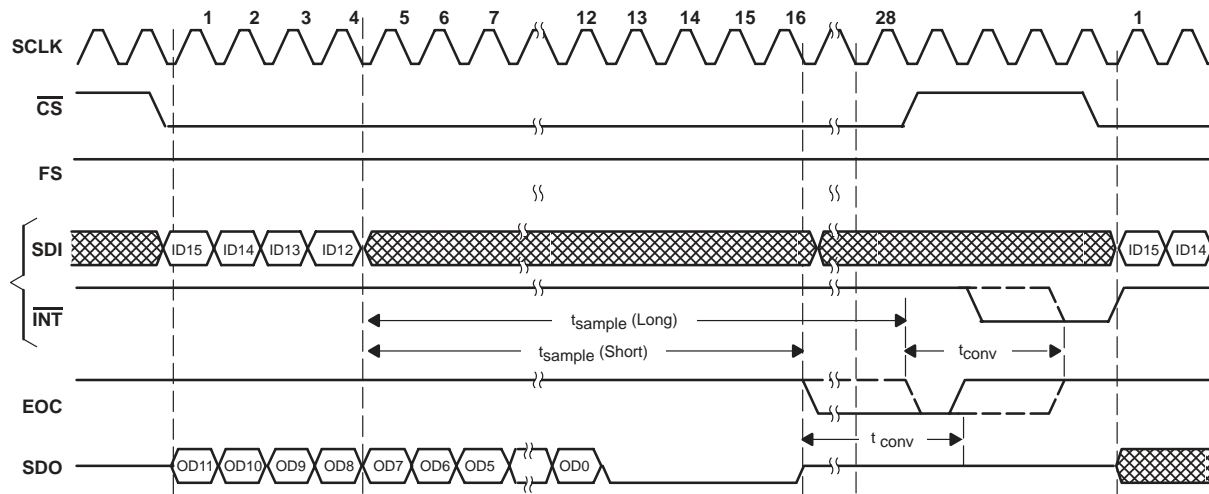 1 2 3 4 5 6 7 12 13 14 15 16 28 1
SCLK
CS
FS
SDI ID15 ID14 ID13 ID12 ID15 ID14
INT
tsample (Long)
tsample (Short) tconv
EOC
t conv
SDO OD11 OD10 OD9 OD8 OD7 OD6 OD5 OD0